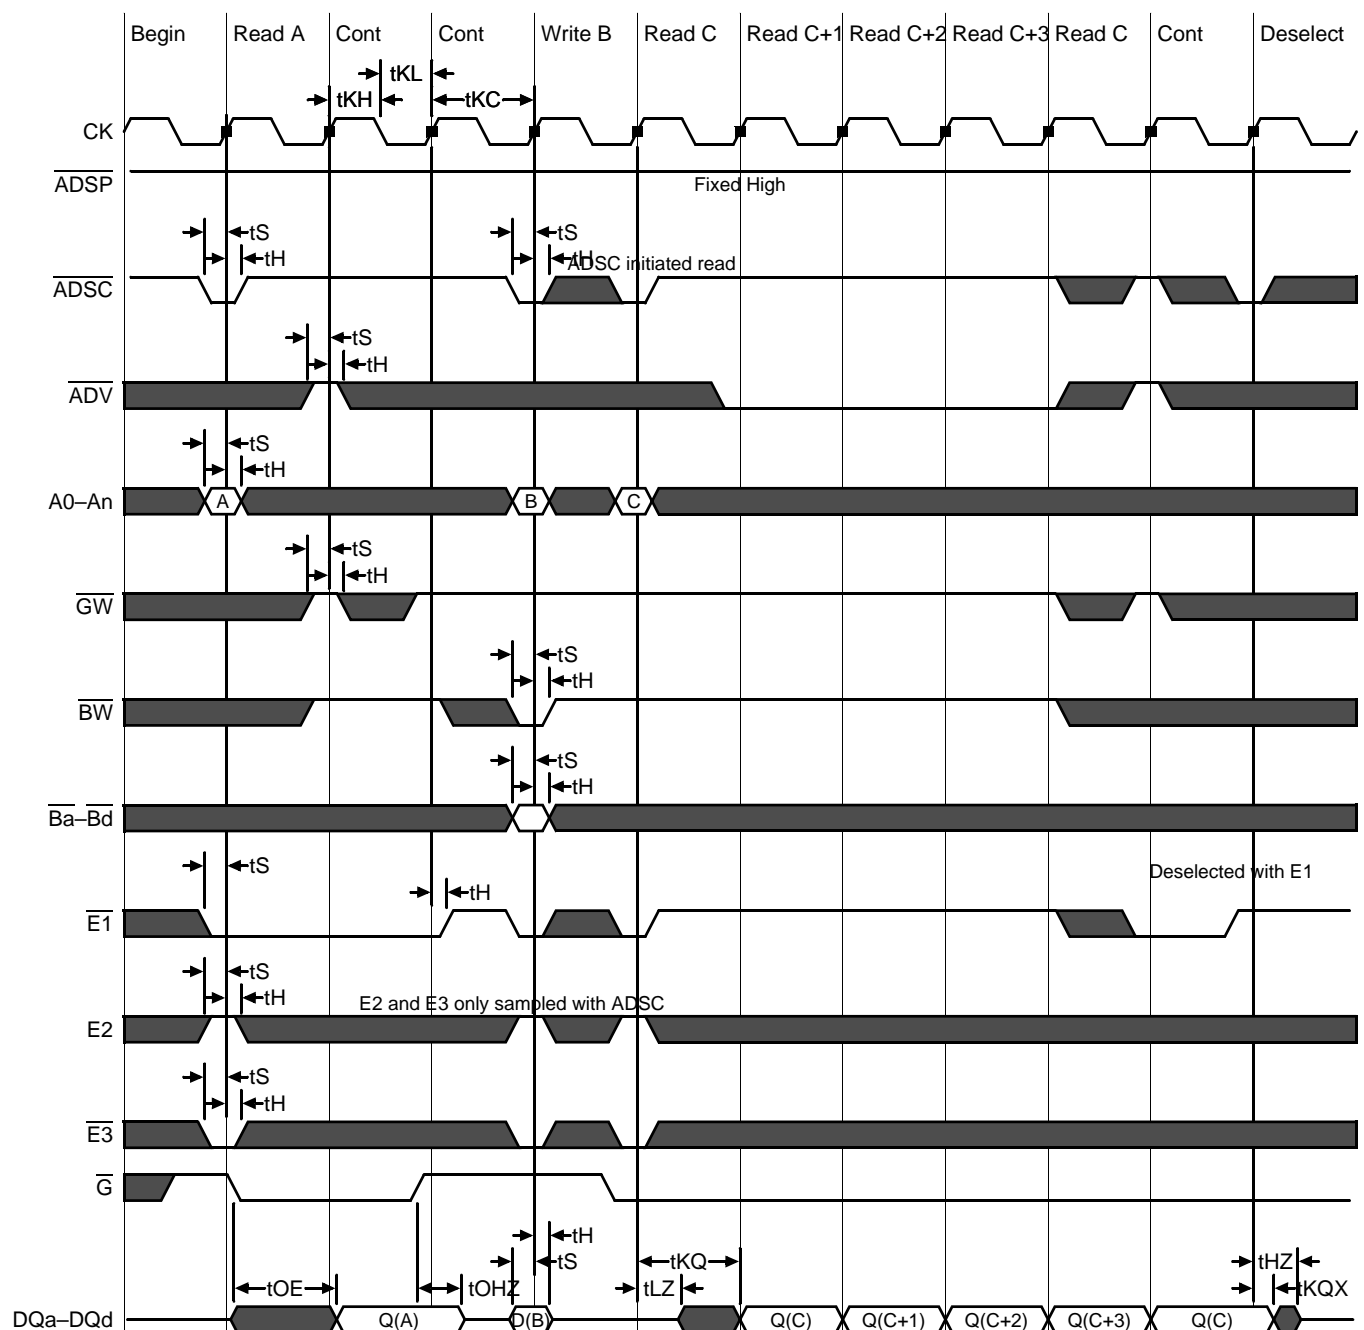 Begin Read A Cont Cont Write B Read C Read C+1 Read C+2 Read C+3 Read C Cont Deselect
tKL
tKH tKC
CK
ADSP
Fixed High
tS tS
tH tH
ADSC initiated read
ADSC
tS
tH
ADV
tS
tH
A0–An A B C
tS
tH
GW
tS
tH
BW
tS
tH
Ba–Bd
tS
Deselected with E1
tH
E1
tS
tH
E2 and E3 only sampled with ADSC
E2
tS
tH
E3
G
tH
tS tKQ tHZ
tOE tOHZ tLZ tKQX
DQa–DQd Q(A) D(B) Q(C) Q(C+1) Q(C+2) Q(C+3) Q(C)